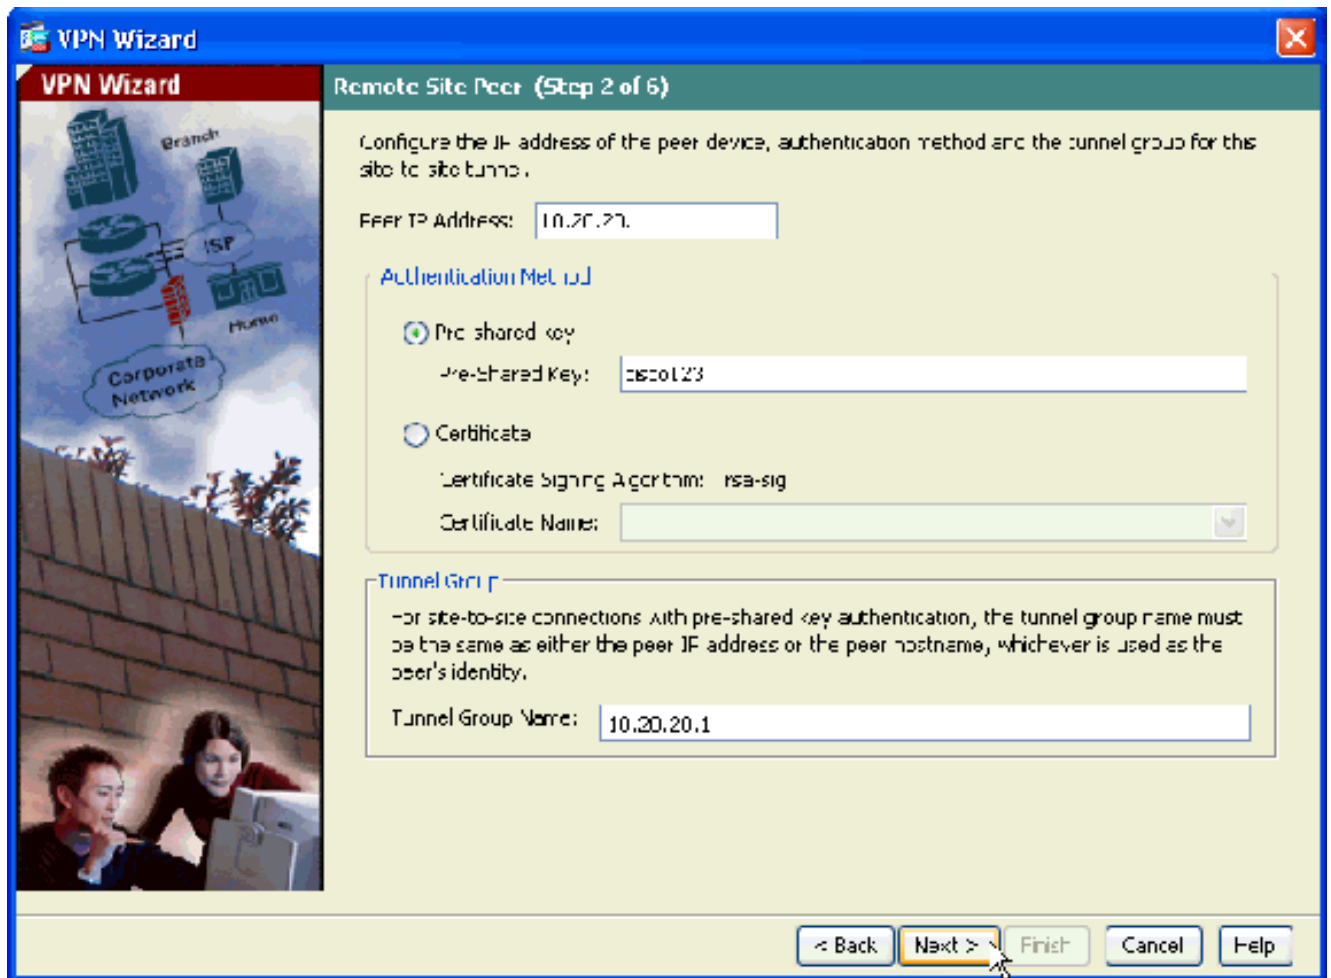 VPN Wizard
VPN Wizard
Branch
ISP
Home
Corporate
Network
Remote Site Peer (Step 2 of 6)
Configure the IP address of the peer device, authentication method and the tunnel group for this
site-to-site tunnel.
Peer IP Address: 10.20.20.
Authentication Method
Pre-shared key
Pre-Shared Key: cisco123
Certificate
Certificate Signing Algorithm: rsa-sig
Certificate Name:
Tunnel Group
For site-to-site connections with pre-shared key authentication, the tunnel group name must
be the same as either the peer IP address or the peer hostname, whichever is used as the
peer's identity.
Tunnel Group Name: 10.20.20.1
< Back Next > Finish Cancel Help